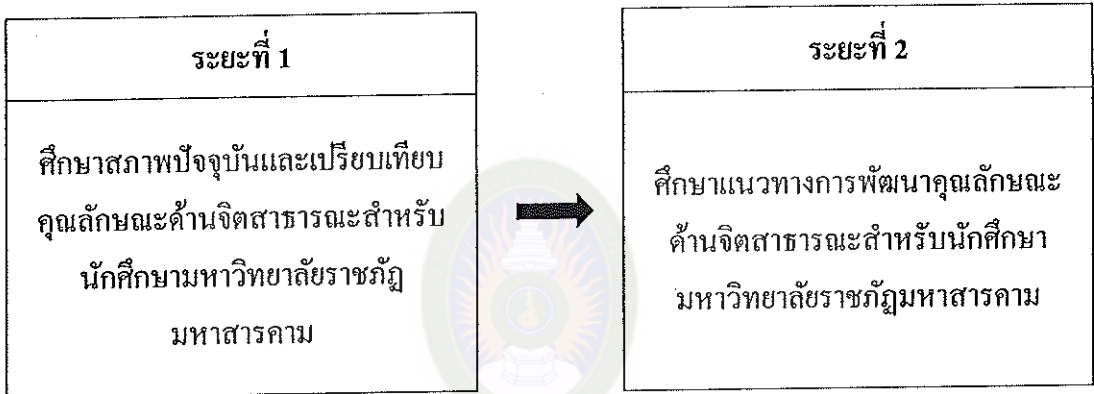 ระยะที่ 1
ศึกษาสภาพปัจจุบันและเปรียบเทียบ
คุณลักษณะด้านจิตสาธารณะสำหรับ
นักศึกษามหาวิทยาลัยราชภัฏ
มหาสารคาม
ระยะที่ 2
ศึกษาแนวทางการพัฒนาคุณลักษณะ
ด้านจิตสาธารณะสำหรับนักศึกษา
มหาวิทยาลัยราชภัฏมหาสารคาม